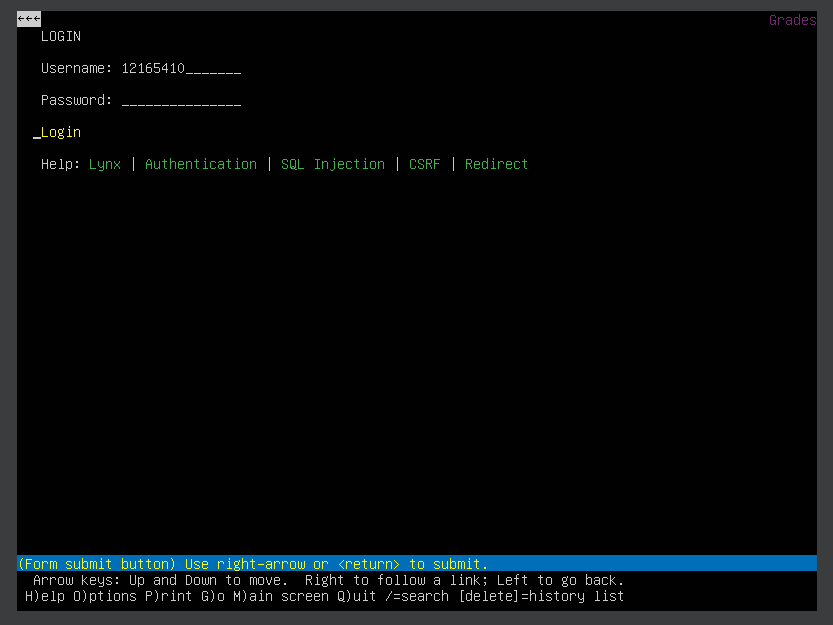 ←←← Grades
LOGIN
Username: 12165410_______
Password: _______________
Login
Help: Lynx | Authentication | SQL Injection | CSRF | Redirect
(Form submit button) Use right-arrow or <return> to submit.
Arrow keys: Up and Down to move.  Right to follow a link; Left to go back.
H)elp O)ptions P)rint G)o M)ain screen Q)uit /=search [delete]=history list